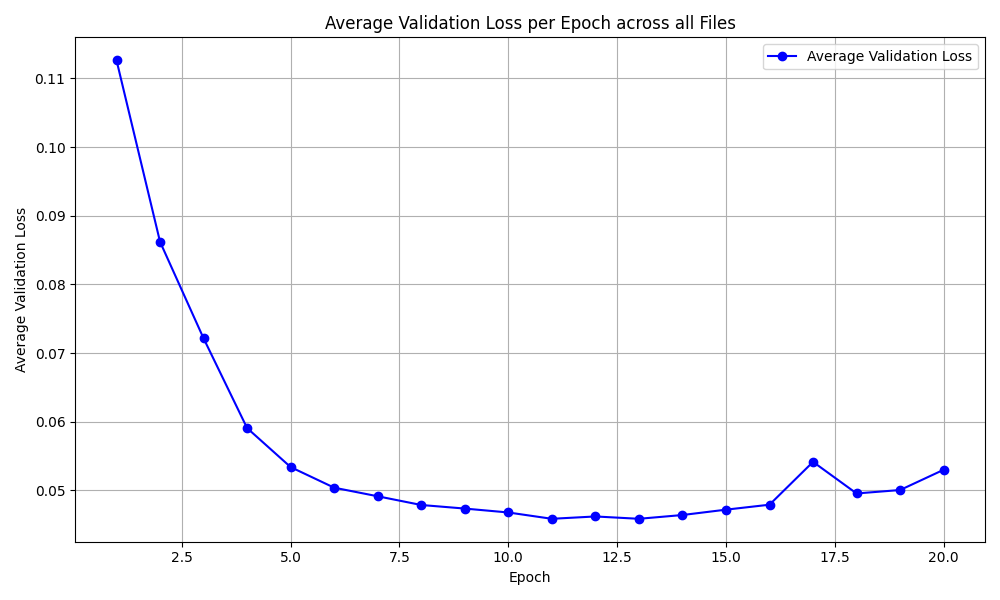 Average Validation Loss per Epoch across all Files
Average Validation Loss
0.11
0.10
0.09
0.08
0.07
0.06
0.05
Average Validation Loss
2.5 5.0 7.5 10.0 12.5 15.0 17.5 20.0
Epoch